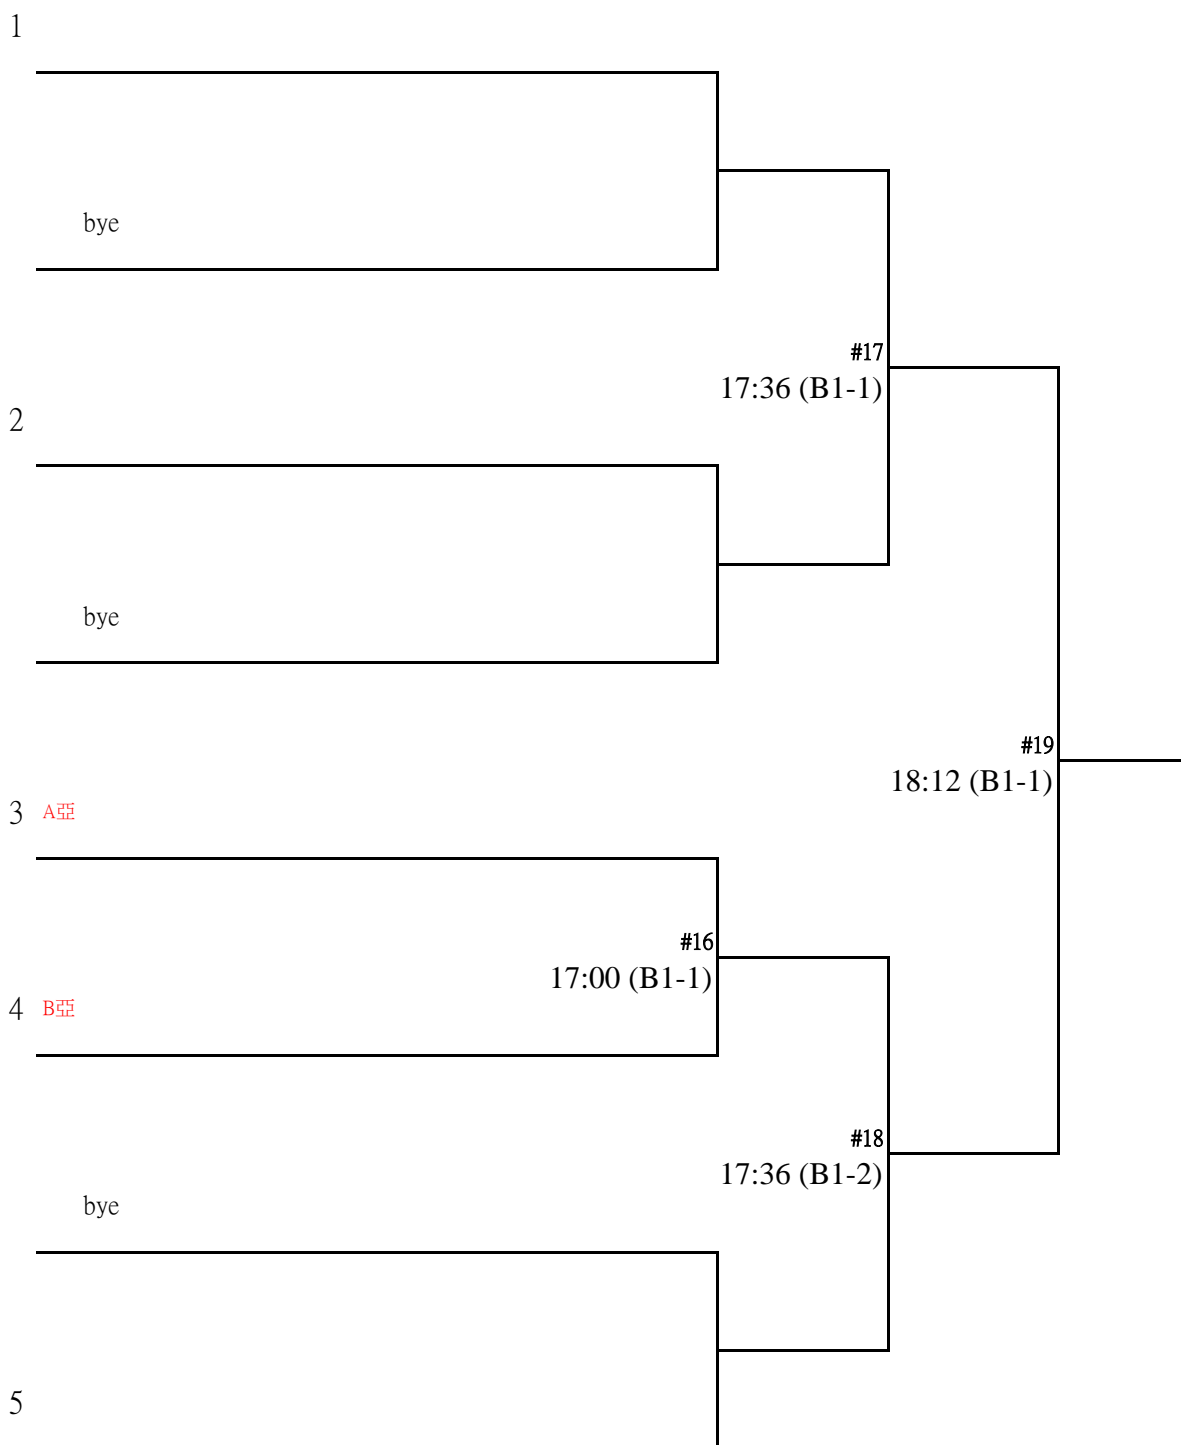 1
bye
#17
17:36 (B1-1)
2
bye
#19
18:12 (B1-1)
3 A亞
#16
17:00 (B1-1)
4 B亞
#18
17:36 (B1-2)
bye
5